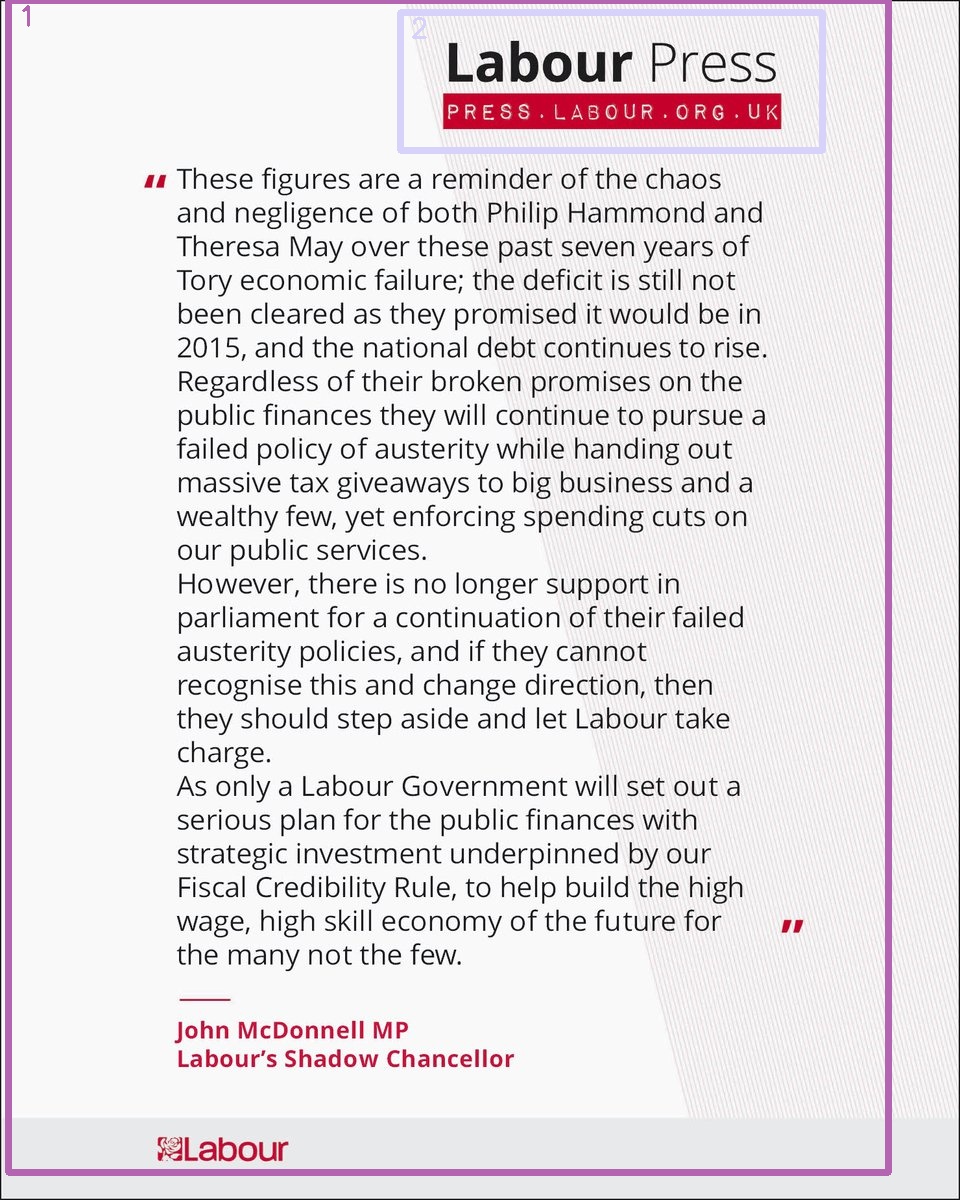 Labour Press
PRESS.LABOUR.ORG.UK
“ These figures are a reminder of the chaos
and negligence of both Philip Hammond and
Theresa May over these past seven years of
Tory economic failure; the deficit is still not
been cleared as they promised it would be in
2015, and the national debt continues to rise.
Regardless of their broken promises on the
public finances they will continue to pursue a
failed policy of austerity while handing out
massive tax giveaways to big business and a
wealthy few, yet enforcing spending cuts on
our public services.
However, there is no longer support in
parliament for a continuation of their failed
austerity policies, and if they cannot
recognise this and change direction, then
they should step aside and let Labour take
charge.
As only a Labour Government will set out a
serious plan for the public finances with
strategic investment underpinned by our
Fiscal Credibility Rule, to help build the high
wage, high skill economy of the future for
the many not the few. ”
John McDonnell MP
Labour’s Shadow Chancellor
Labour
1
2